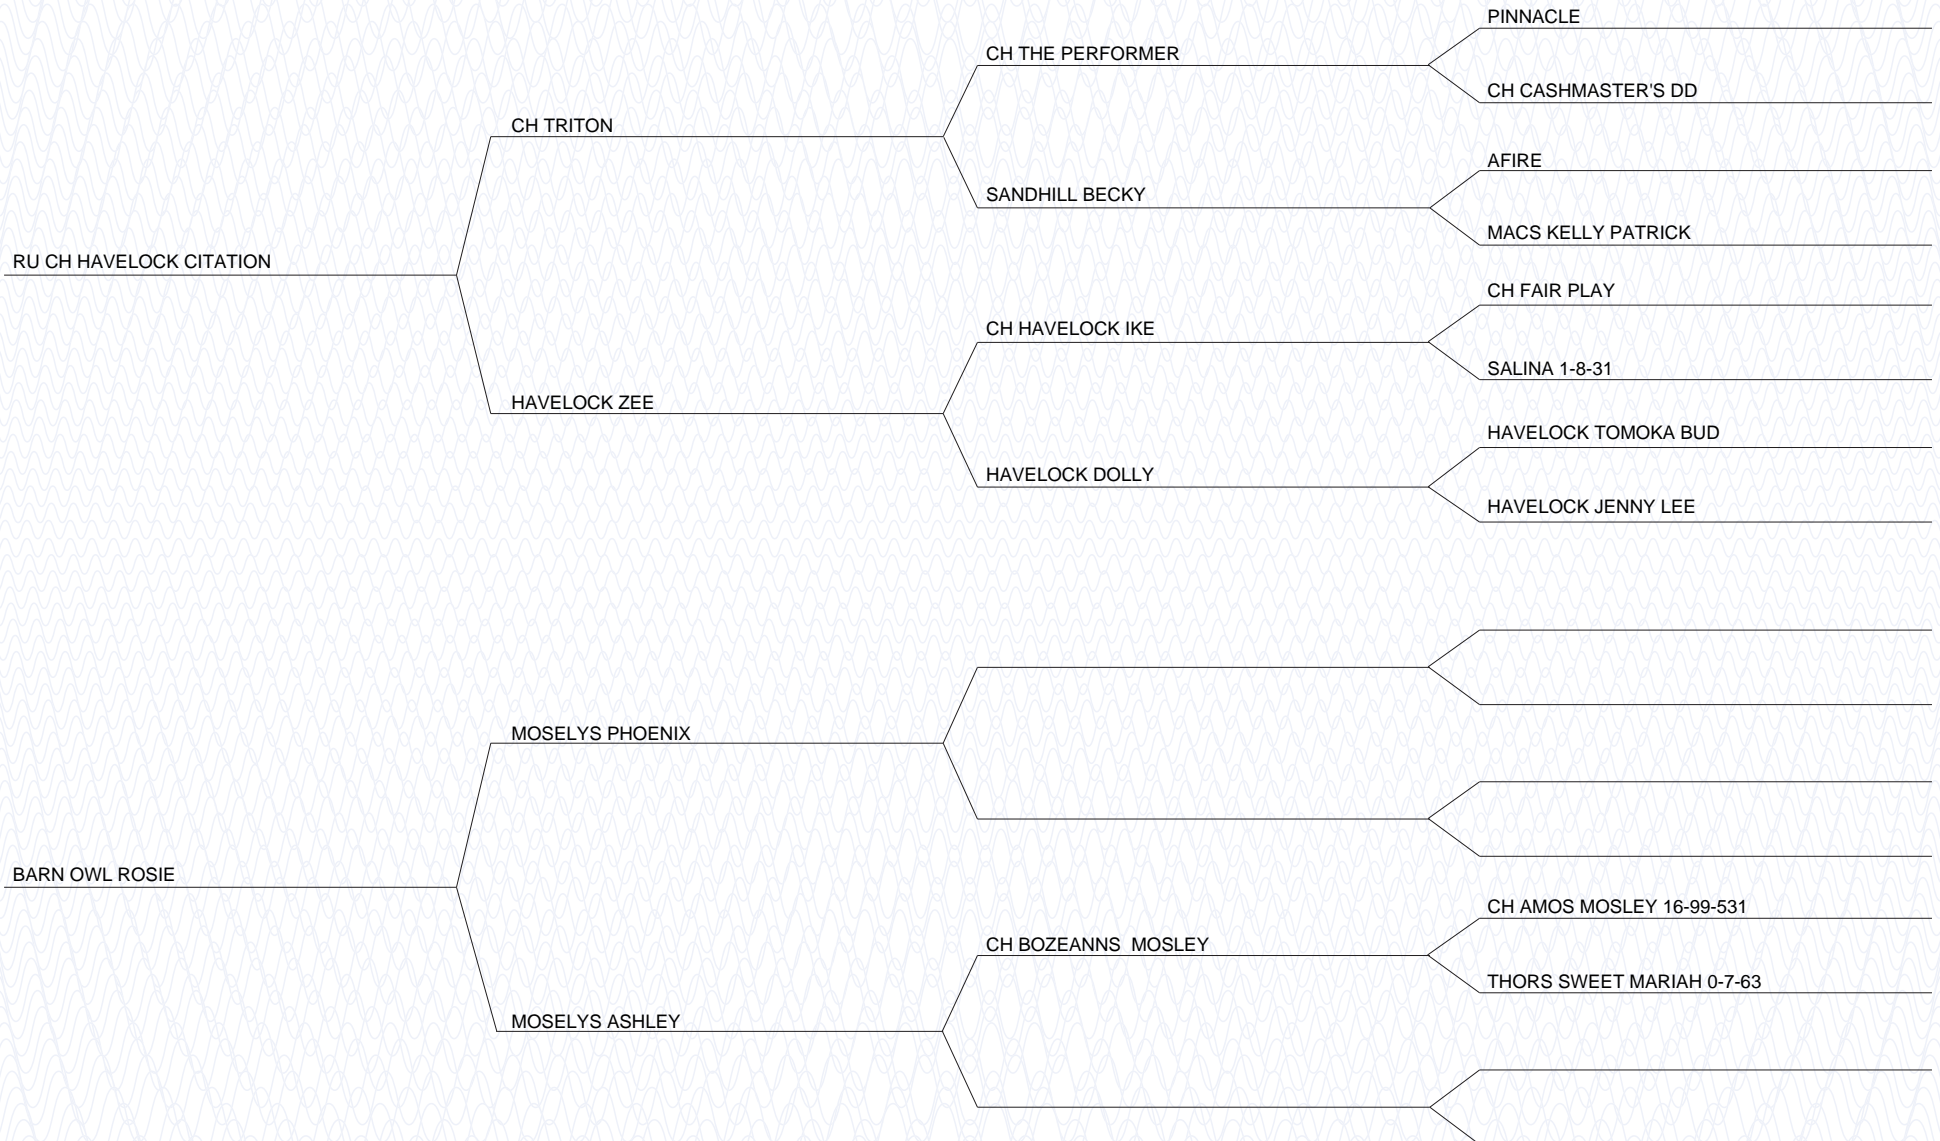 PINNACLE
CH THE PERFORMER
CH CASHMASTER'S DD
CH TRITON
AFIRE
SANDHILL BECKY
MACS KELLY PATRICK
RU CH HAVELOCK CITATION
CH FAIR PLAY
CH HAVELOCK IKE
SALINA 1-8-31
HAVELOCK ZEE
HAVELOCK TOMOKA BUD
HAVELOCK DOLLY
HAVELOCK JENNY LEE
MOSELYS PHOENIX
BARN OWL ROSIE
CH AMOS MOSLEY 16-99-531
CH BOZEANNS  MOSLEY
THORS SWEET MARIAH 0-7-63
MOSELYS ASHLEY